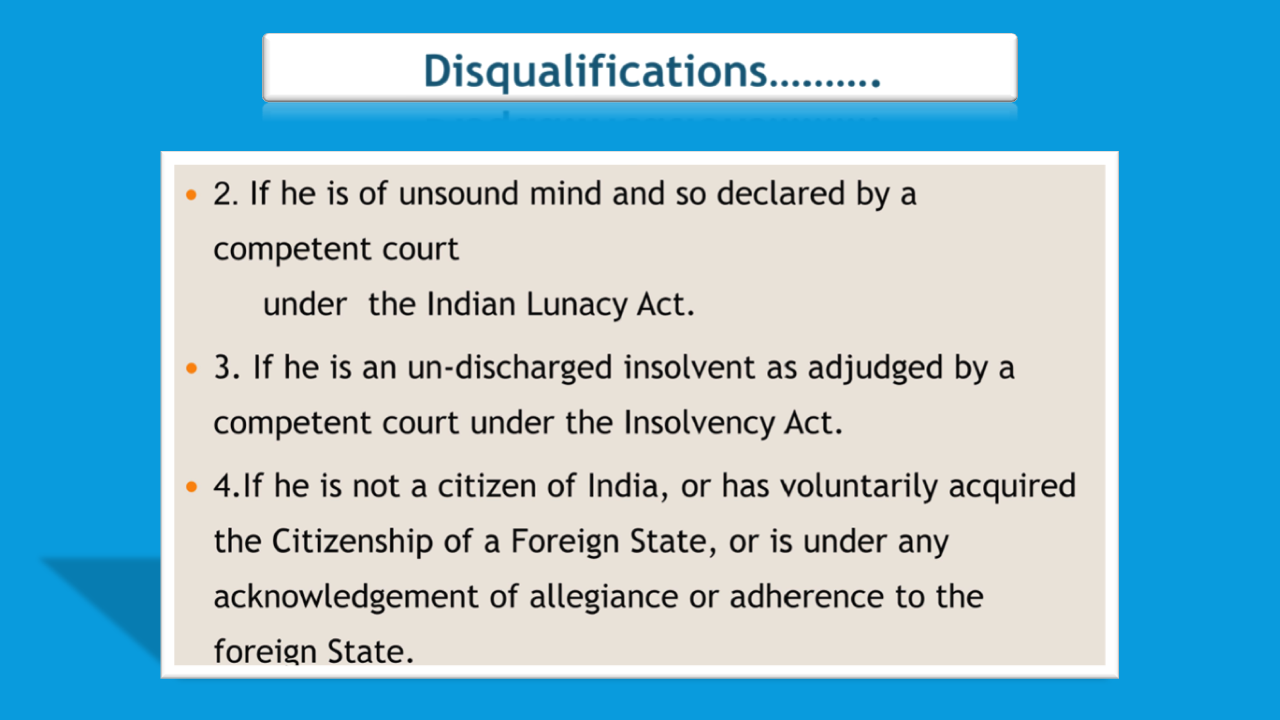 Disqualifications..........
• 2. If he is of unsound mind and so declared by a
competent court
under the Indian Lunacy Act.
• 3. If he is an un-discharged insolvent as adjudged by a
competent court under the Insolvency Act.
• 4.If he is not a citizen of India, or has voluntarily acquired
the Citizenship of a Foreign State, or is under any
acknowledgement of allegiance or adherence to the
foreign State.